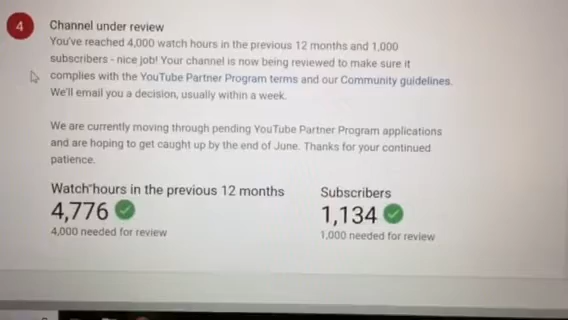 4
Channel under review
You've reached 4,000 watch hours in the previous 12 months and 1,000
subscribers - nice job! Your channel is now being reviewed to make sure it
complies with the YouTube Partner Program terms and our Community guidelines.
We'll email you a decision, usually within a week.
We are currently moving through pending YouTube Partner Program applications
and are hoping to get caught up by the end of June. Thanks for your continued
patience.
Watch hours in the previous 12 months
4,776
4,000 needed for review
Subscribers
1,134
1,000 needed for review